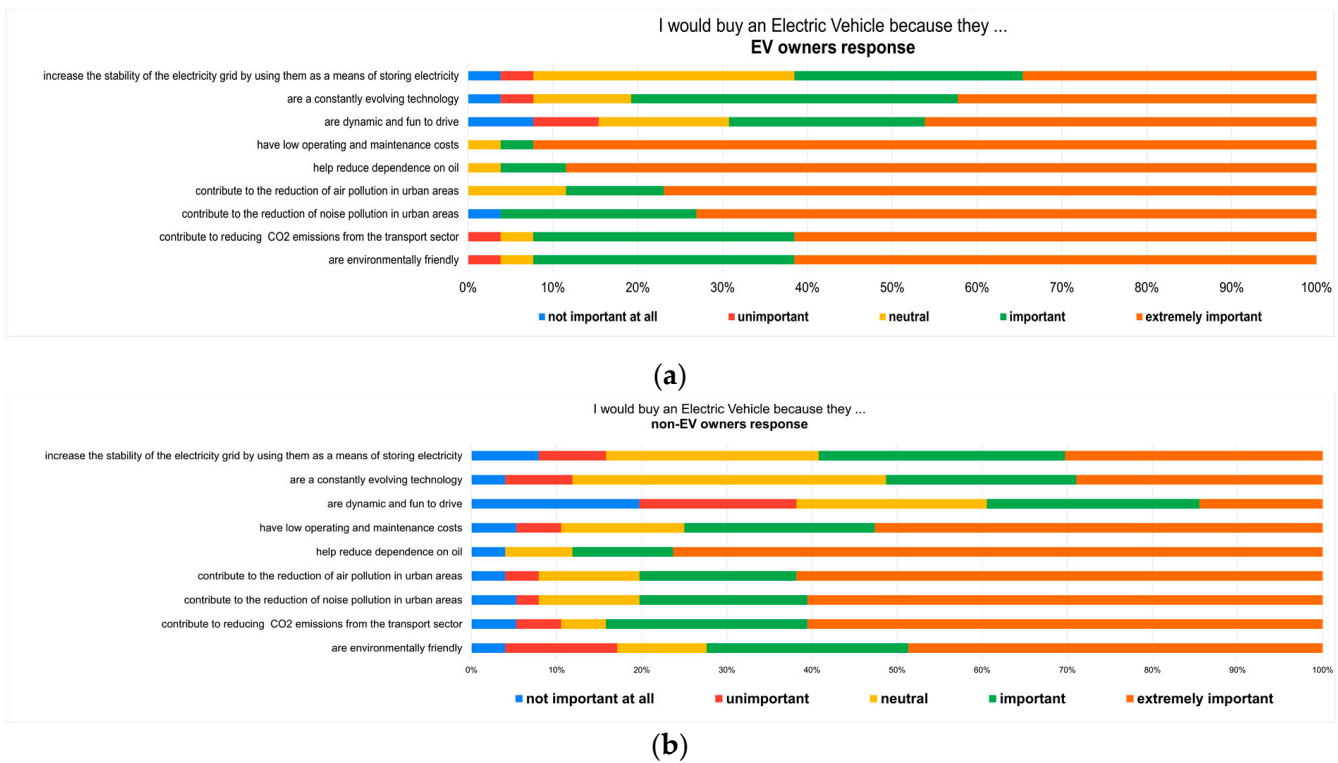 I would buy an Electric Vehicle because they ...
EV owners response
increase the stability of the electricity grid by using them as a means of storing electricity
are a constantly evolving technology
are dynamic and fun to drive
have low operating and maintenance costs
help reduce dependence on oil
contribute to the reduction of air pollution in urban areas
contribute to the reduction of noise pollution in urban areas
contribute to reducing CO2 emissions from the transport sector
are environmentally friendly
0% 10% 20% 30% 40% 50% 60% 70% 80% 90% 100%
not important at all unimportant neutral important extremely important
(a)
I would buy an Electric Vehicle because they ...
non-EV owners response
increase the stability of the electricity grid by using them as a means of storing electricity
are a constantly evolving technology
are dynamic and fun to drive
have low operating and maintenance costs
help reduce dependence on oil
contribute to the reduction of air pollution in urban areas
contribute to the reduction of noise pollution in urban areas
contribute to reducing CO2 emissions from the transport sector
are environmentally friendly
0% 10% 20% 30% 40% 50% 60% 70% 80% 90% 100%
not important at all unimportant neutral important extremely important
(b)